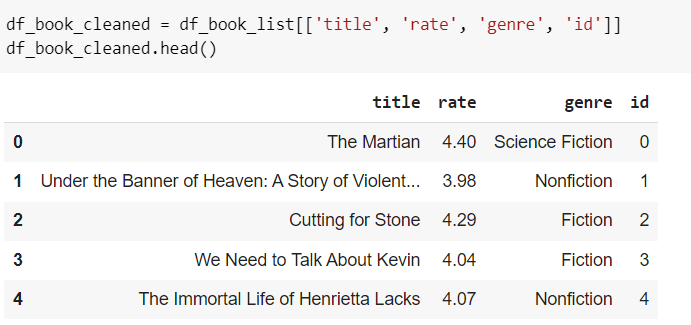 df_book_cleaned = df_book_list[['title', 'rate', 'genre', 'id']]
df_book_cleaned.head()
title rate genre id
0 The Martian 4.40 Science Fiction 0
1 Under the Banner of Heaven: A Story of Violent... 3.98 Nonfiction 1
2 Cutting for Stone 4.29 Fiction 2
3 We Need to Talk About Kevin 4.04 Fiction 3
4 The Immortal Life of Henrietta Lacks 4.07 Nonfiction 4